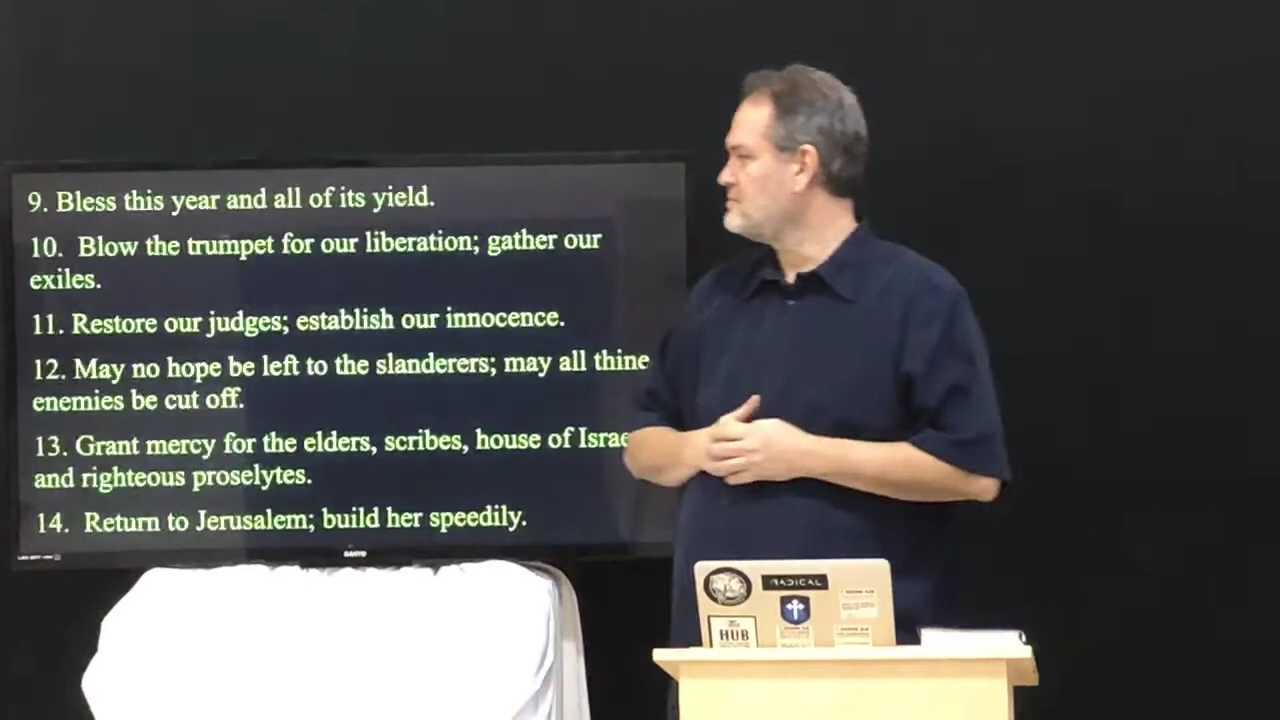 9. Bless this year and all of its yield.
10. Blow the trumpet for our liberation; gather our
exiles.
11. Restore our judges; establish our innocence.
12. May no hope be left to the slanderers; may all thine
enemies be cut off.
13. Grant mercy for the elders, scribes, house of Israe
and righteous proselytes.
14. Return to Jerusalem; build her speedily.
SANYO
RADICAL
The
HUB